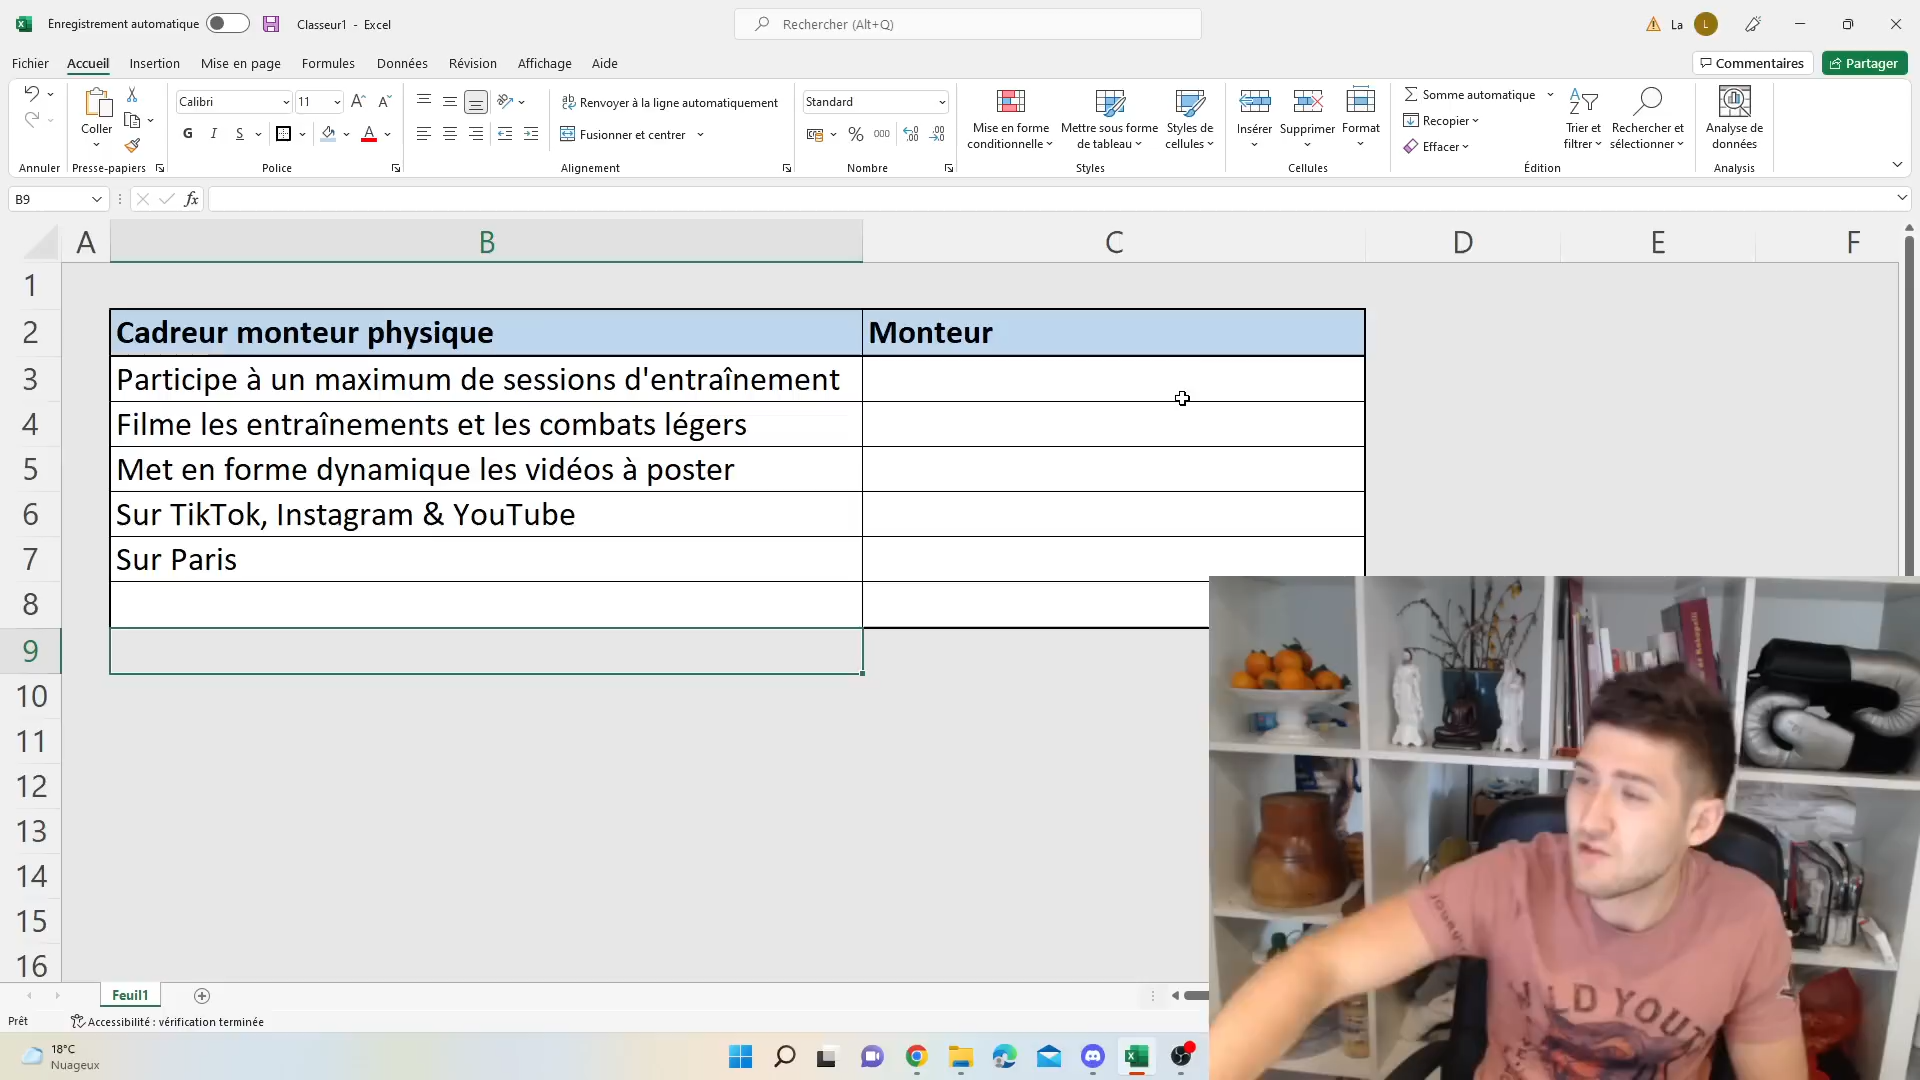 Enregistrement automatique
Classeur1 - Excel
Rechercher (Alt+Q)
La
L
Fichier
Accueil
Insertion
Mise en page
Formules
Données
Révision
Affichage
Aide
Commentaires
Partager
Coller
Calibri
11
G
I
S
Renvoyer à la ligne automatiquement
Fusionner et centrer
Standard
%
000
Mise en forme
conditionnelle
Mettre sous forme
de tableau
Styles de
cellules
Insérer
Supprimer
Format
Somme automatique
Recopier
Effacer
Trier et
filtrer
Rechercher et
sélectionner
Analyse de
données
Annuler
Presse-papiers
Police
Alignement
Nombre
Styles
Cellules
Édition
Analysis
B9
fx
A B C D E F
1
2 Cadreur monteur physique Monteur
3 Participe à un maximum de sessions d'entraînement
4 Filme les entraînements et les combats légers
5 Met en forme dynamique les vidéos à poster
6 Sur TikTok, Instagram & YouTube
7 Sur Paris
8
9
10
11
12
13
14
15
16
Feuil1
Prêt
Accessibilité : vérification terminée
18°C
Nuageux